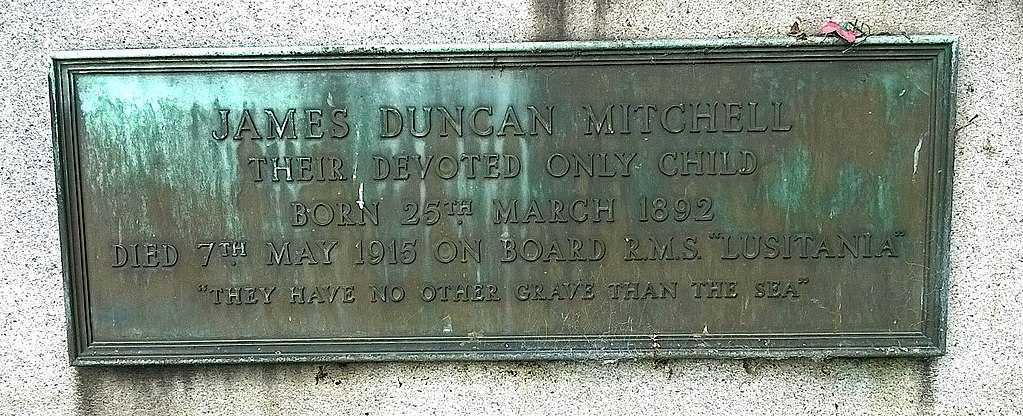 JAMES DUNCAN MITCHELL
THEIR DEVOTED ONLY CHILD
BORN 25TH MARCH 1892
DIED 7TH MAY 1915 ON BOARD R.M.S. "LUSITANIA"
"THEY HAVE NO OTHER GRAVE THAN THE SEA"